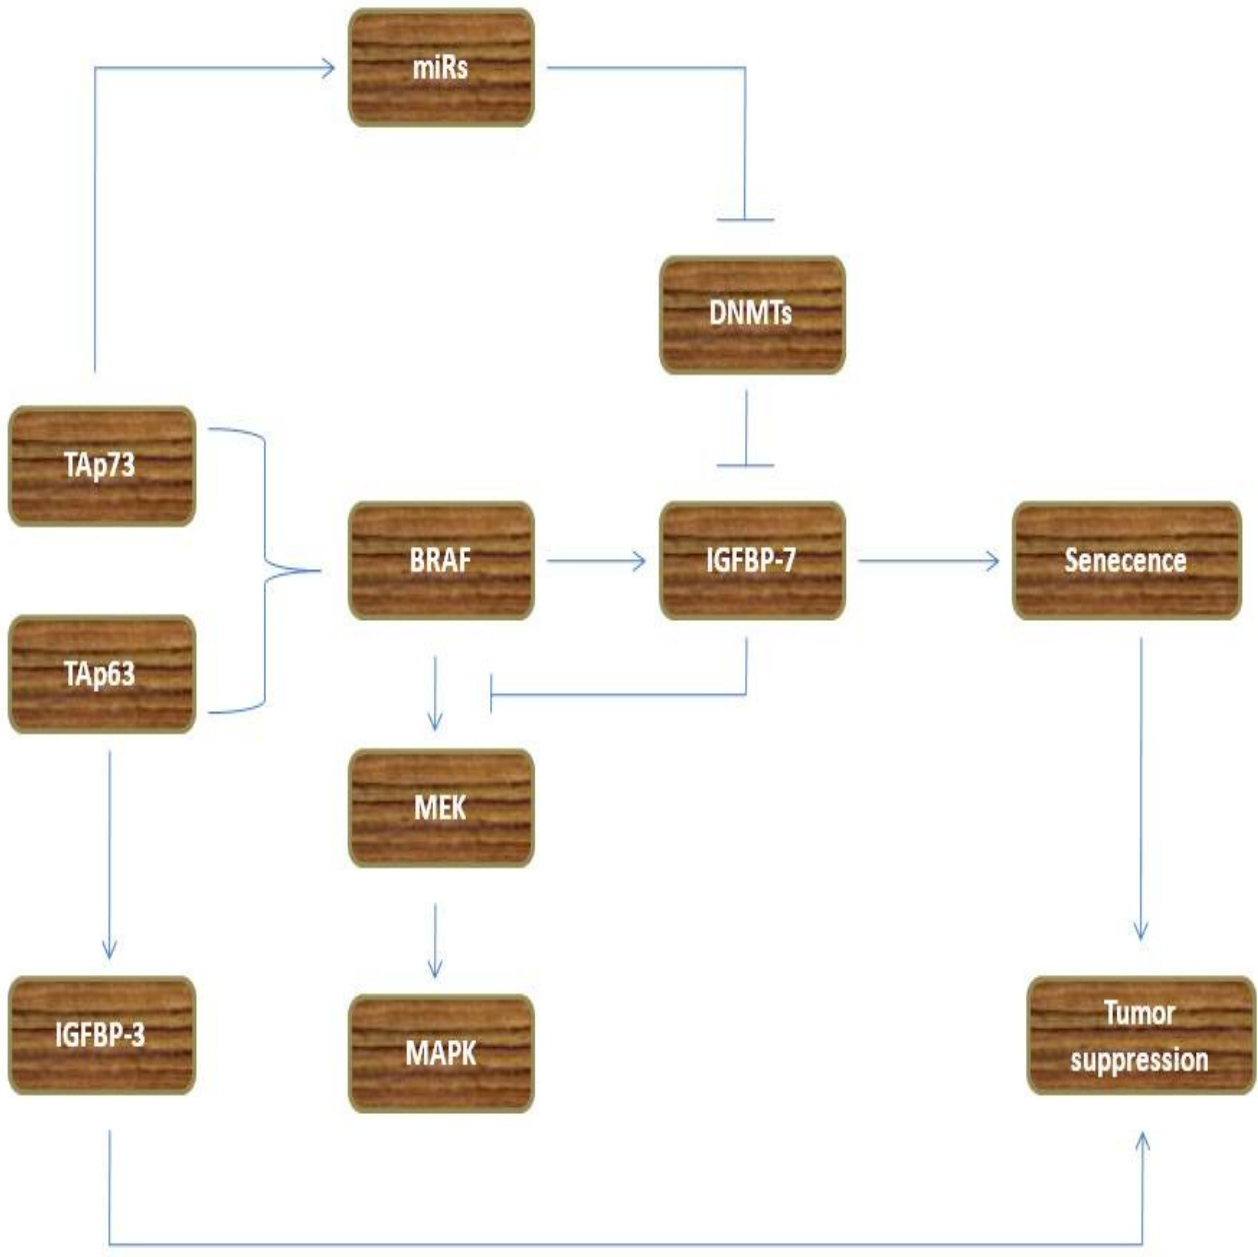 miRs
DNMTs
TAp73
BRAF
IGFBP-7
Senecence
TAp63
MEK
IGFBP-3
MAPK
Tumor
suppression